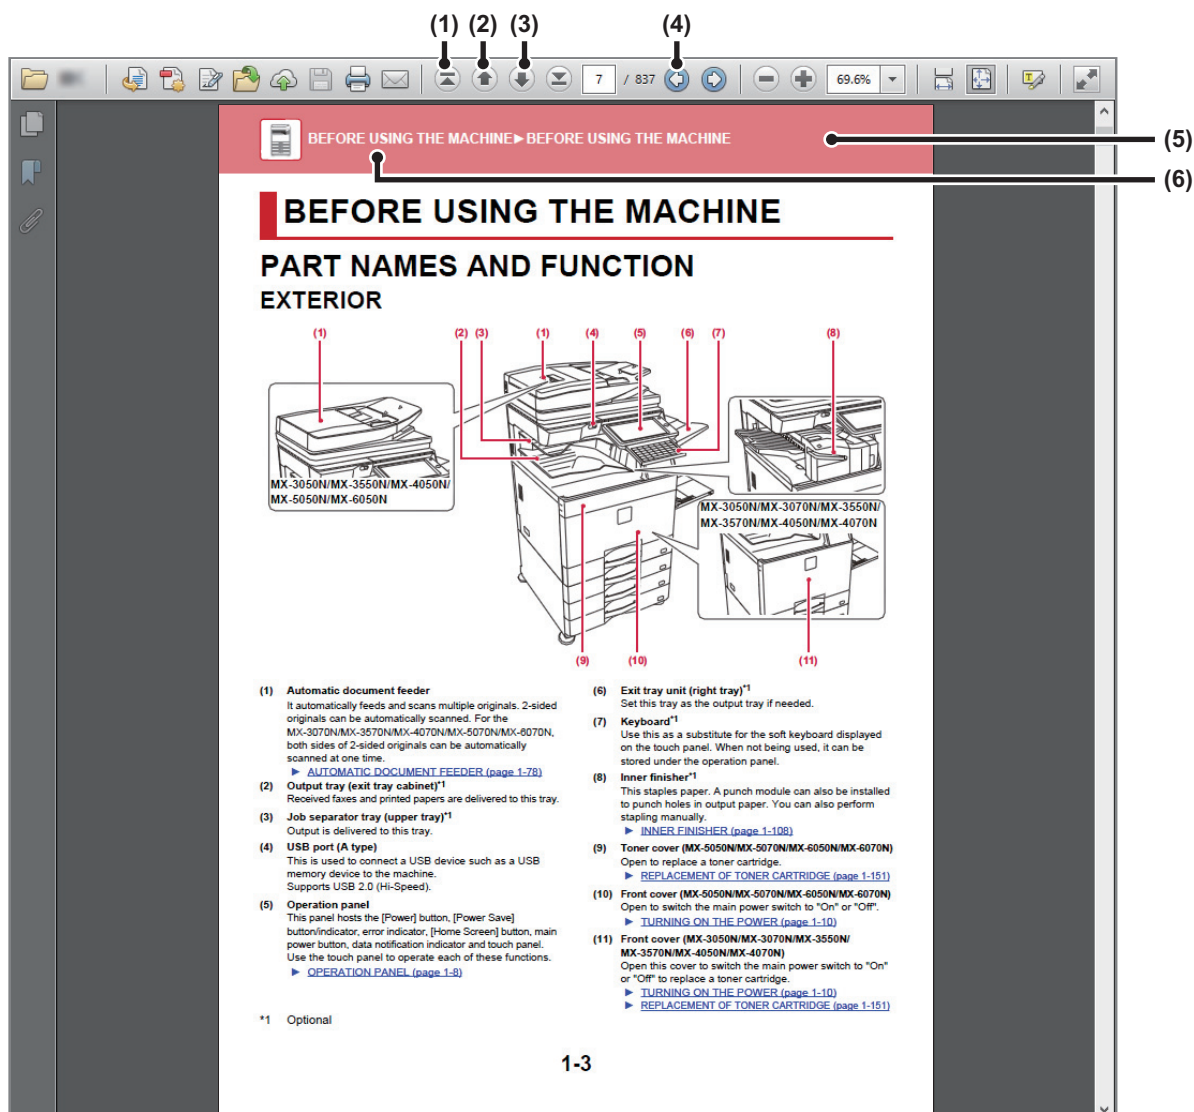 (1) (2) (3) (4)
7 / 837 69.6%
BEFORE USING THE MACHINE►BEFORE USING THE MACHINE
(5)
(6)
BEFORE USING THE MACHINE
PART NAMES AND FUNCTION
EXTERIOR
(1) (2) (3) (1) (4) (5) (6) (7) (8)
MX-3050N/MX-3550N/MX-4050N/
MX-5050N/MX-6050N
MX-3050N/MX-3070N/MX-3550N/
MX-3570N/MX-4050N/MX-4070N
(9) (10) (11)
(1) Automatic document feeder
It automatically feeds and scans multiple originals. 2-sided
originals can be automatically scanned. For the
MX-3070N/MX-3570N/MX-4070N/MX-5070N/MX-6070N,
both sides of 2-sided originals can be automatically
scanned at one time.
► AUTOMATIC DOCUMENT FEEDER (page 1-78)
(2) Output tray (exit tray cabinet)*1
Received faxes and printed papers are delivered to this tray.
(3) Job separator tray (upper tray)*1
Output is delivered to this tray.
(4) USB port (A type)
This is used to connect a USB device such as a USB
memory device to the machine.
Supports USB 2.0 (Hi-Speed).
(5) Operation panel
This panel hosts the [Power] button, [Power Save]
button/indicator, error indicator, [Home Screen] button, main
power button, data notification indicator and touch panel.
Use the touch panel to operate each of these functions.
► OPERATION PANEL (page 1-8)
(6) Exit tray unit (right tray)*1
Set this tray as the output tray if needed.
(7) Keyboard*1
Use this as a substitute for the soft keyboard displayed
on the touch panel. When not being used, it can be
stored under the operation panel.
(8) Inner finisher*1
This staples paper. A punch module can also be installed
to punch holes in output paper. You can also perform
stapling manually.
► INNER FINISHER (page 1-108)
(9) Toner cover (MX-5050N/MX-5070N/MX-6050N/MX-6070N)
Open to replace a toner cartridge.
► REPLACEMENT OF TONER CARTRIDGE (page 1-151)
(10) Front cover (MX-5050N/MX-5070N/MX-6050N/MX-6070N)
Open to switch the main power switch to "On" or "Off".
► TURNING ON THE POWER (page 1-10)
(11) Front cover (MX-3050N/MX-3070N/MX-3550N/
MX-3570N/MX-4050N/MX-4070N)
Open this cover to switch the main power switch to "On"
or "Off" to replace a toner cartridge.
► TURNING ON THE POWER (page 1-10)
► REPLACEMENT OF TONER CARTRIDGE (page 1-151)
*1 Optional
1-3